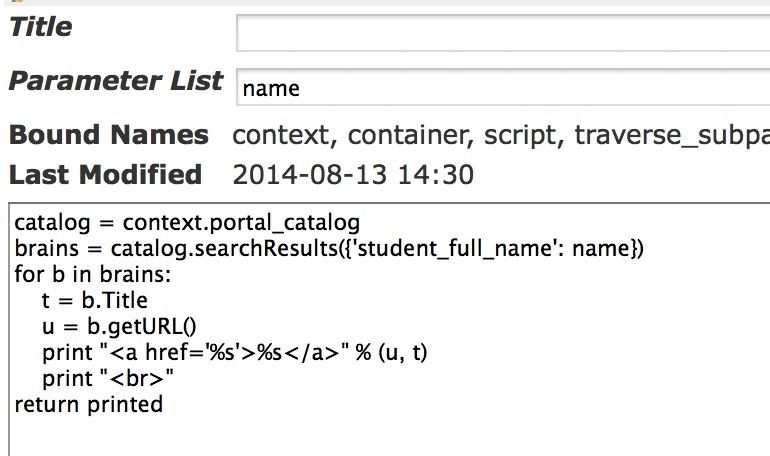 Title
Parameter List name
Bound Names context, container, script, traverse_subpa
Last Modified 2014-08-13 14:30
catalog = context.portal_catalog
brains = catalog.searchResults({'student_full_name': name})
for b in brains:
    t = b.Title
    u = b.getURL()
    print "<a href='%s'>%s</a>" % (u, t)
    print "<br>"
return printed